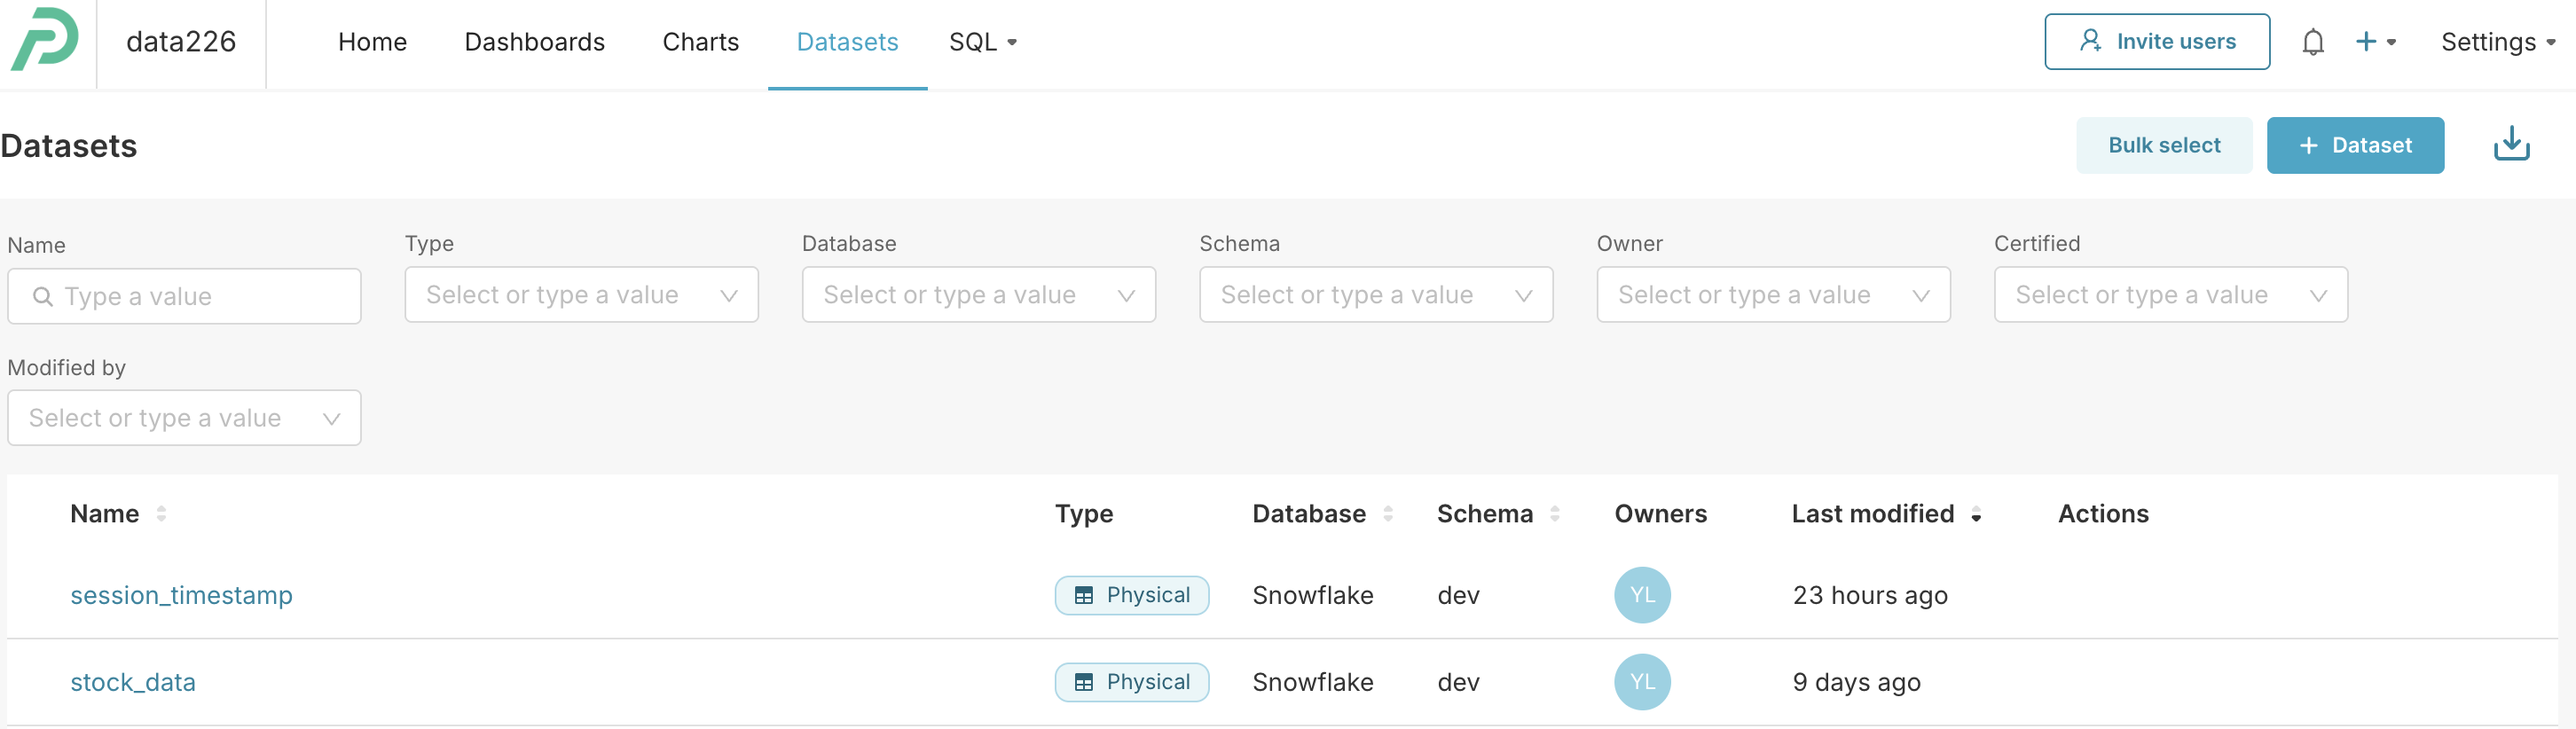 data226 Home Dashboards Charts Datasets SQL Invite users Settings
Datasets Bulk select + Dataset
Name Type Database Schema Owner Certified
Type a value Select or type a value Select or type a value Select or type a value Select or type a value Select or type a value
Modified by
Select or type a value
Name Type Database Schema Owners Last modified Actions
session_timestamp Physical Snowflake dev YL 23 hours ago
stock_data Physical Snowflake dev YL 9 days ago